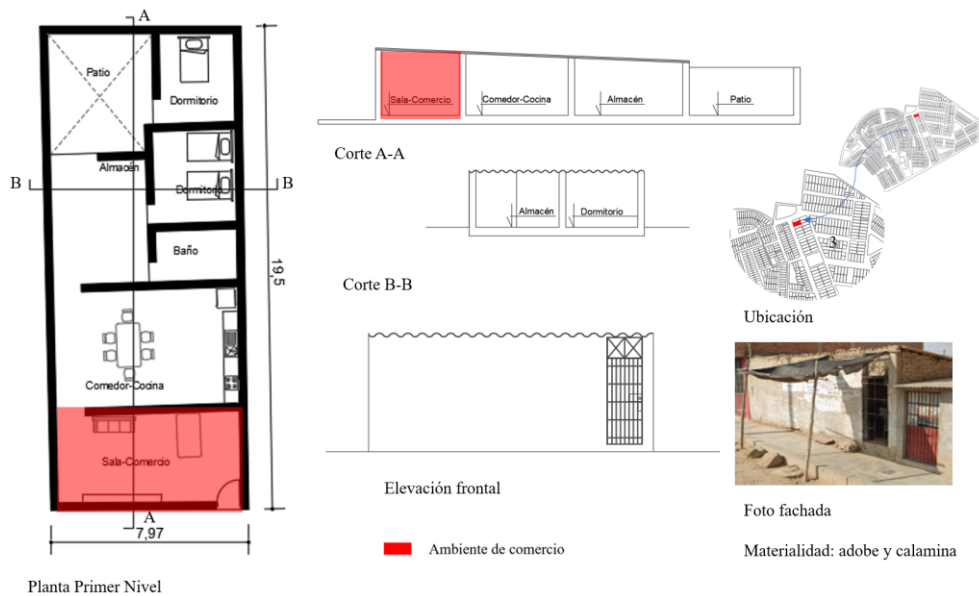 A
Patio
Dormitorio
Almacén
B
B
Dormitorio
Baño
19,5
Comedor-Cocina
Sala-Comercio
A
7,97
Planta Primer Nivel
Sala-Comercio
Comedor-Cocina
Almacén
Patio
Corte A-A
Almacén
Dormitorio
Corte B-B
Elevación frontal
Ambiente de comercio
3
Ubicación
Foto fachada
Materialidad: adobe y calamina